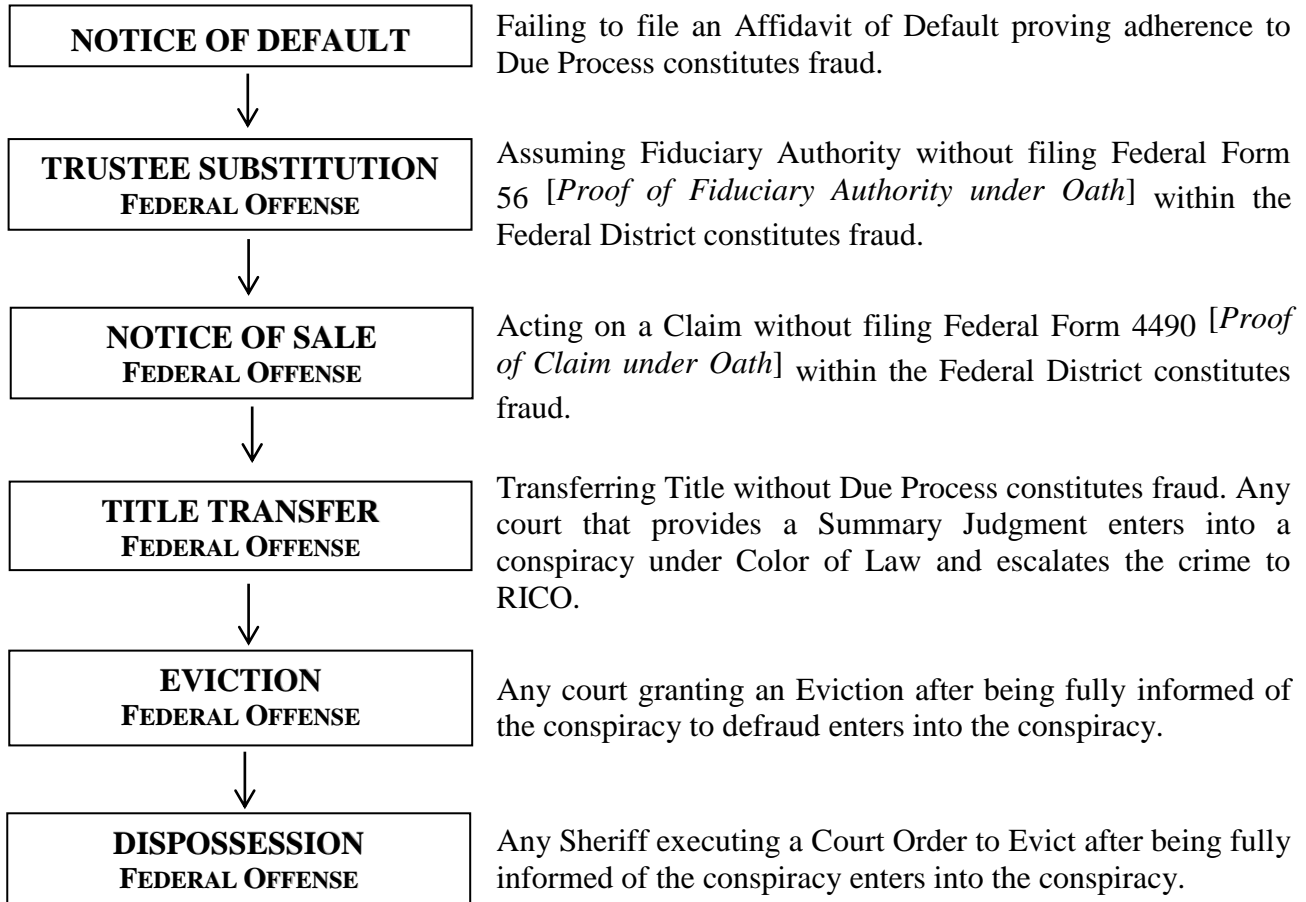 NOTICE OF DEFAULT
Failing to file an Affidavit of Default proving adherence to
Due Process constitutes fraud.
TRUSTEE SUBSTITUTION
FEDERAL OFFENSE
Assuming Fiduciary Authority without filing Federal Form
56 [Proof of Fiduciary Authority under Oath] within the
Federal District constitutes fraud.
NOTICE OF SALE
FEDERAL OFFENSE
Acting on a Claim without filing Federal Form 4490 [Proof
of Claim under Oath] within the Federal District constitutes
fraud.
TITLE TRANSFER
FEDERAL OFFENSE
Transferring Title without Due Process constitutes fraud. Any
court that provides a Summary Judgment enters into a
conspiracy under Color of Law and escalates the crime to
RICO.
EVICTION
FEDERAL OFFENSE
Any court granting an Eviction after being fully informed of
the conspiracy to defraud enters into the conspiracy.
DISPOSSESSION
FEDERAL OFFENSE
Any Sheriff executing a Court Order to Evict after being fully
informed of the conspiracy enters into the conspiracy.